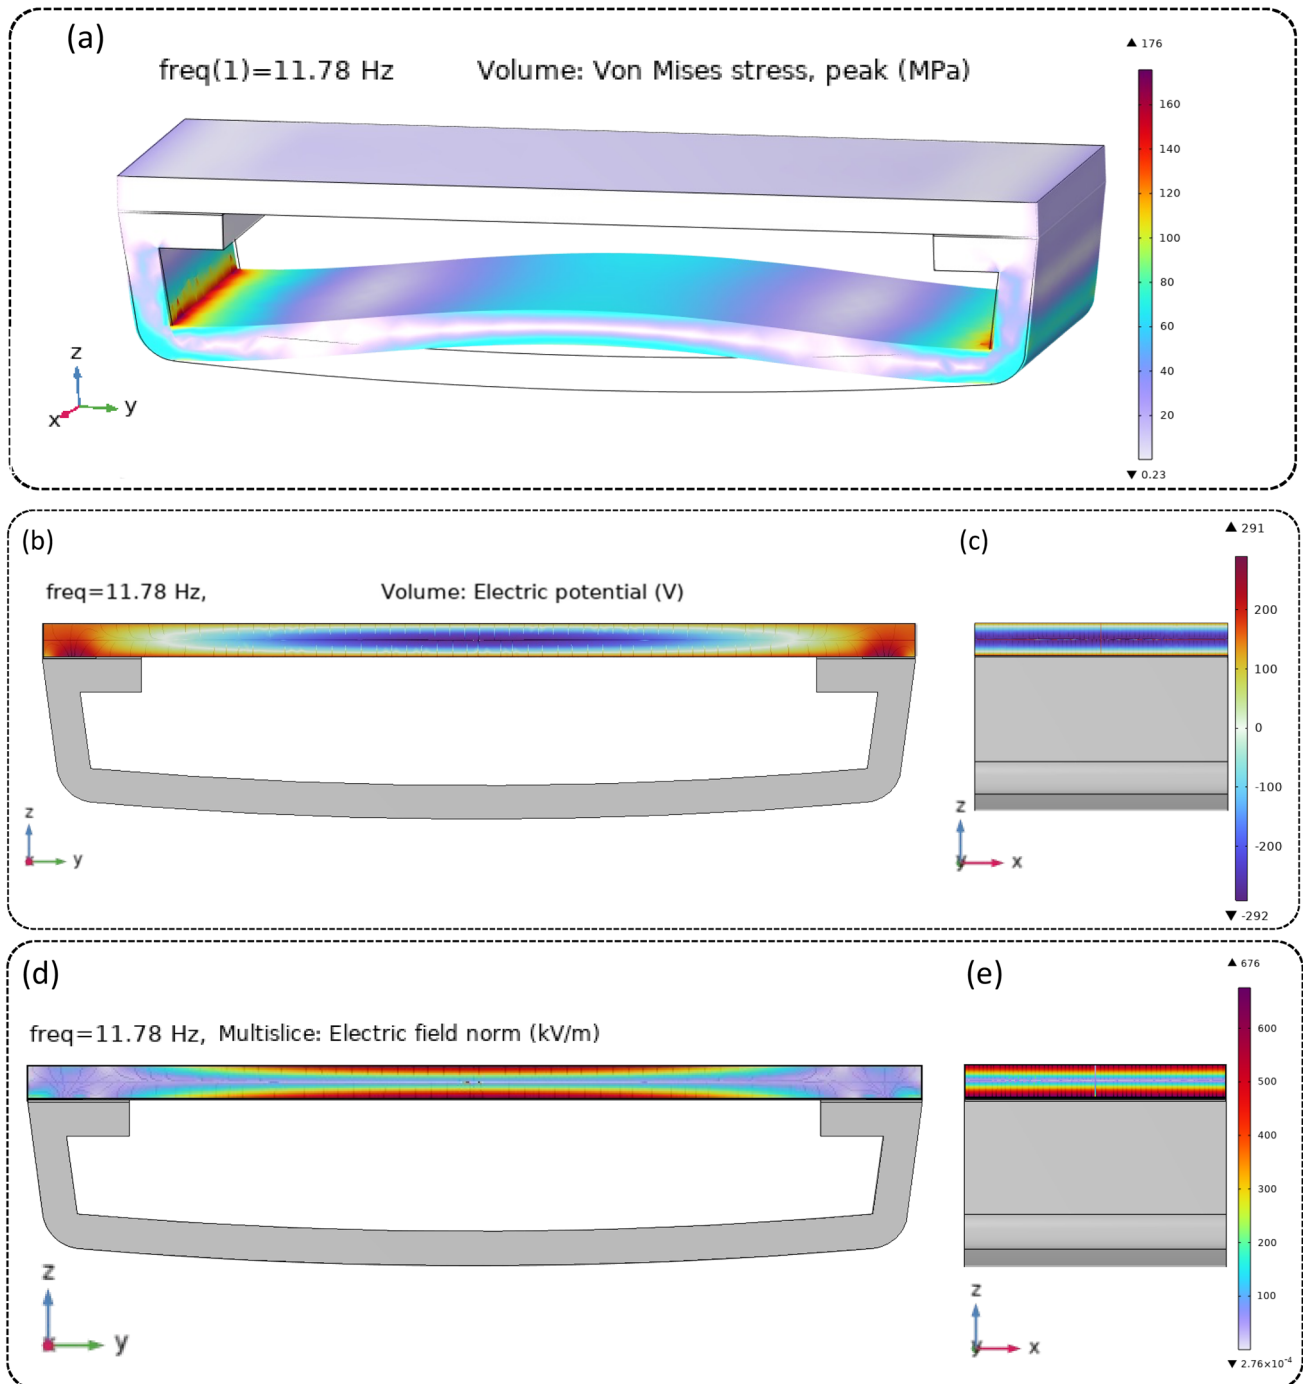 (a)
freq(1)=11.78 Hz Volume: Von Mises stress, peak (MPa)
▲ 176
160
140
120
100
80
60
40
20
▼ 0.23
z
y
x
(b)
freq=11.78 Hz, Volume: Electric potential (V)
z
y
(c)
▲ 291
200
100
0
-100
-200
▼ -292
z
y x
(d)
freq=11.78 Hz, Multislice: Electric field norm (kV/m)
z
y
(e)
▲ 676
600
500
400
300
200
100
▼ 2.76×10⁻⁴
z
y x